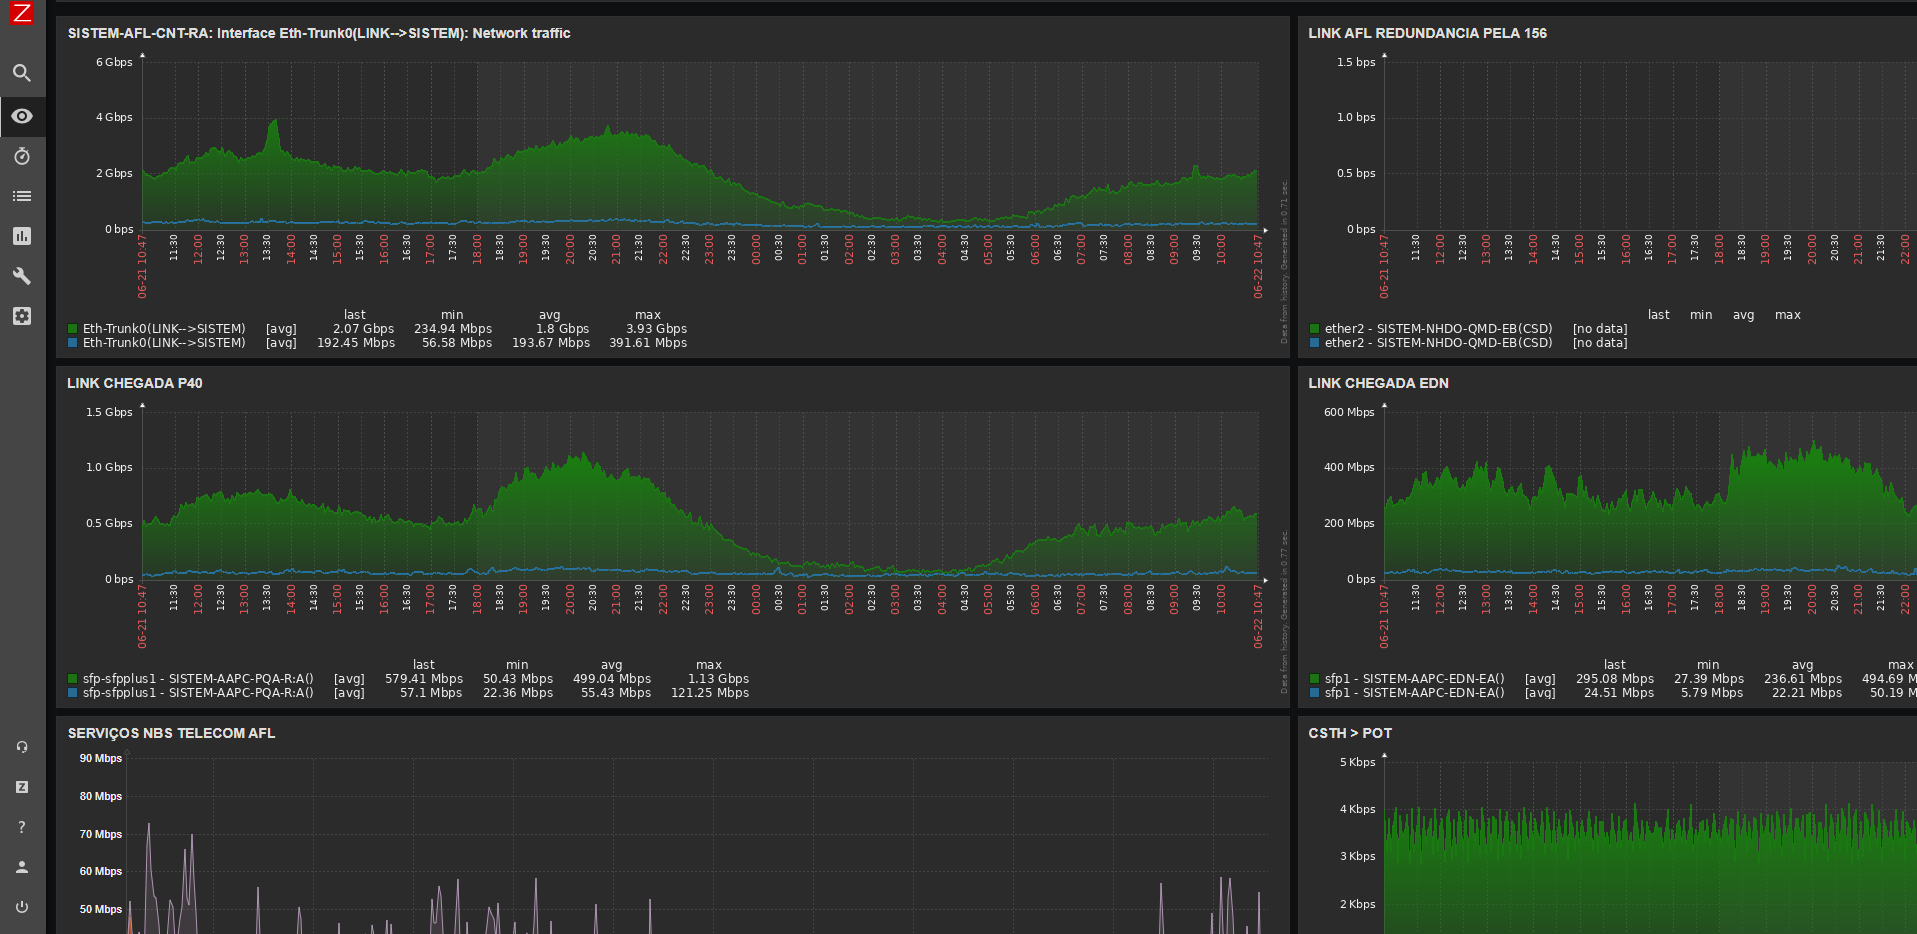 Z
SISTEM-AFL-CNT-RA: Interface Eth-Trunk0(LINK-->SISTEM): Network traffic
6 Gbps
4 Gbps
2 Gbps
0 bps
06-21 10:47 11:30 12:00 12:30 13:00 13:30 14:00 14:30 15:00 15:30 16:00 16:30 17:00 17:30 18:00 18:30 19:00 19:30 20:00 20:30 21:00 21:30 22:00 22:30 23:00 23:30 00:00 00:30 01:00 01:30 02:00 02:30 03:00 03:30 04:00 04:30 05:00 05:30 06:00 06:30 07:00 07:30 08:00 08:30 09:00 09:30 10:00 06-22 10:47
last min avg max
Eth-Trunk0(LINK-->SISTEM) [avg] 2.07 Gbps 234.94 Mbps 1.8 Gbps 3.93 Gbps
Eth-Trunk0(LINK-->SISTEM) [avg] 192.45 Mbps 56.58 Mbps 193.67 Mbps 391.61 Mbps
Data from history. Generated in 0.71 sec.
LINK AFL REDUNDANCIA PELA 156
1.5 bps
1.0 bps
0.5 bps
0 bps
06-21 10:47 11:30 12:00 12:30 13:00 13:30 14:00 14:30 15:00 15:30 16:00 16:30 17:00 17:30 18:00 18:30 19:00 19:30 20:00 20:30 21:00 21:30 22:00
last min avg max
ether2 - SISTEM-NHDO-QMD-EB(CSD) [no data]
ether2 - SISTEM-NHDO-QMD-EB(CSD) [no data]
LINK CHEGADA P40
1.5 Gbps
1.0 Gbps
0.5 Gbps
0 bps
06-21 10:47 11:30 12:00 12:30 13:00 13:30 14:00 14:30 15:00 15:30 16:00 16:30 17:00 17:30 18:00 18:30 19:00 19:30 20:00 20:30 21:00 21:30 22:00 22:30 23:00 23:30 00:00 00:30 01:00 01:30 02:00 02:30 03:00 03:30 04:00 04:30 05:00 05:30 06:00 06:30 07:00 07:30 08:00 08:30 09:00 09:30 10:00 06-22 10:47
last min avg max
sfp-sfpplus1 - SISTEM-AAPC-PQA-R:A() [avg] 579.41 Mbps 50.43 Mbps 499.04 Mbps 1.13 Gbps
sfp-sfpplus1 - SISTEM-AAPC-PQA-R:A() [avg] 57.1 Mbps 22.36 Mbps 55.43 Mbps 121.25 Mbps
Data from history. Generated in 0.77 sec.
LINK CHEGADA EDN
600 Mbps
400 Mbps
200 Mbps
0 bps
06-21 10:47 11:30 12:00 12:30 13:00 13:30 14:00 14:30 15:00 15:30 16:00 16:30 17:00 17:30 18:00 18:30 19:00 19:30 20:00 20:30 21:00 21:30 22:00
last min avg max
sfp1 - SISTEM-AAPC-EDN-EA() [avg] 295.08 Mbps 27.39 Mbps 236.61 Mbps 494.69 M
sfp1 - SISTEM-AAPC-EDN-EA() [avg] 24.51 Mbps 5.79 Mbps 22.21 Mbps 50.19 M
SERVIÇOS NBS TELECOM AFL
90 Mbps
80 Mbps
70 Mbps
60 Mbps
50 Mbps
CSTH > POT
5 Kbps
4 Kbps
3 Kbps
2 Kbps
Z
?